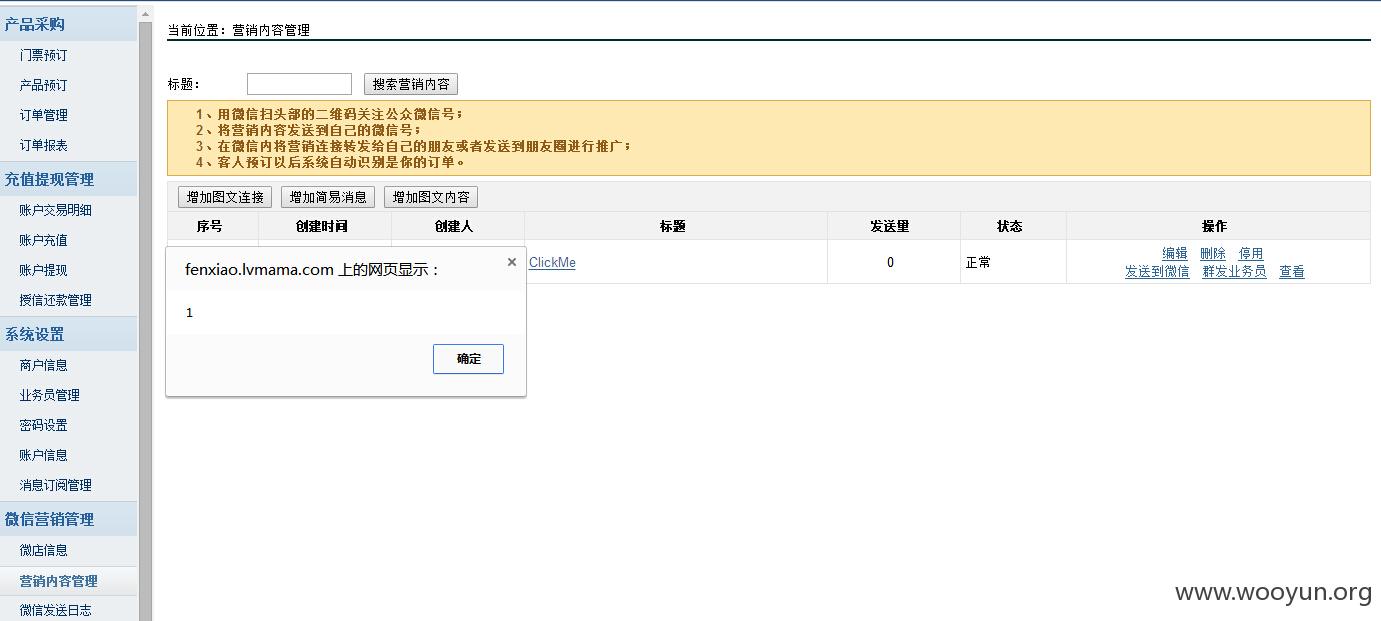 产品采购
门票预订
产品预订
订单管理
订单报表
充值提现管理
账户交易明细
账户充值
账户提现
授信还款管理
系统设置
商户信息
业务员管理
密码设置
账户信息
消息订阅管理
微信营销管理
微店信息
营销内容管理
微信发送日志
当前位置：营销内容管理
标题： 搜索营销内容
1、用微信扫头部的二维码关注公众微信号；
2、将营销内容发送到自己的微信号；
3、在微信内将营销连接转发给自己的朋友或者发送到朋友圈进行推广；
4、客人预订以后系统自动识别是你的订单。
增加图文连接 增加简易消息 增加图文内容
序号 创建时间 创建人 标题 发送量 状态 操作
ClickMe 0 正常 编辑 删除 停用
发送到微信 群发业务员 查看
fenxiao.lvmama.com 上的网页显示：
1
确定
www.wooyun.org